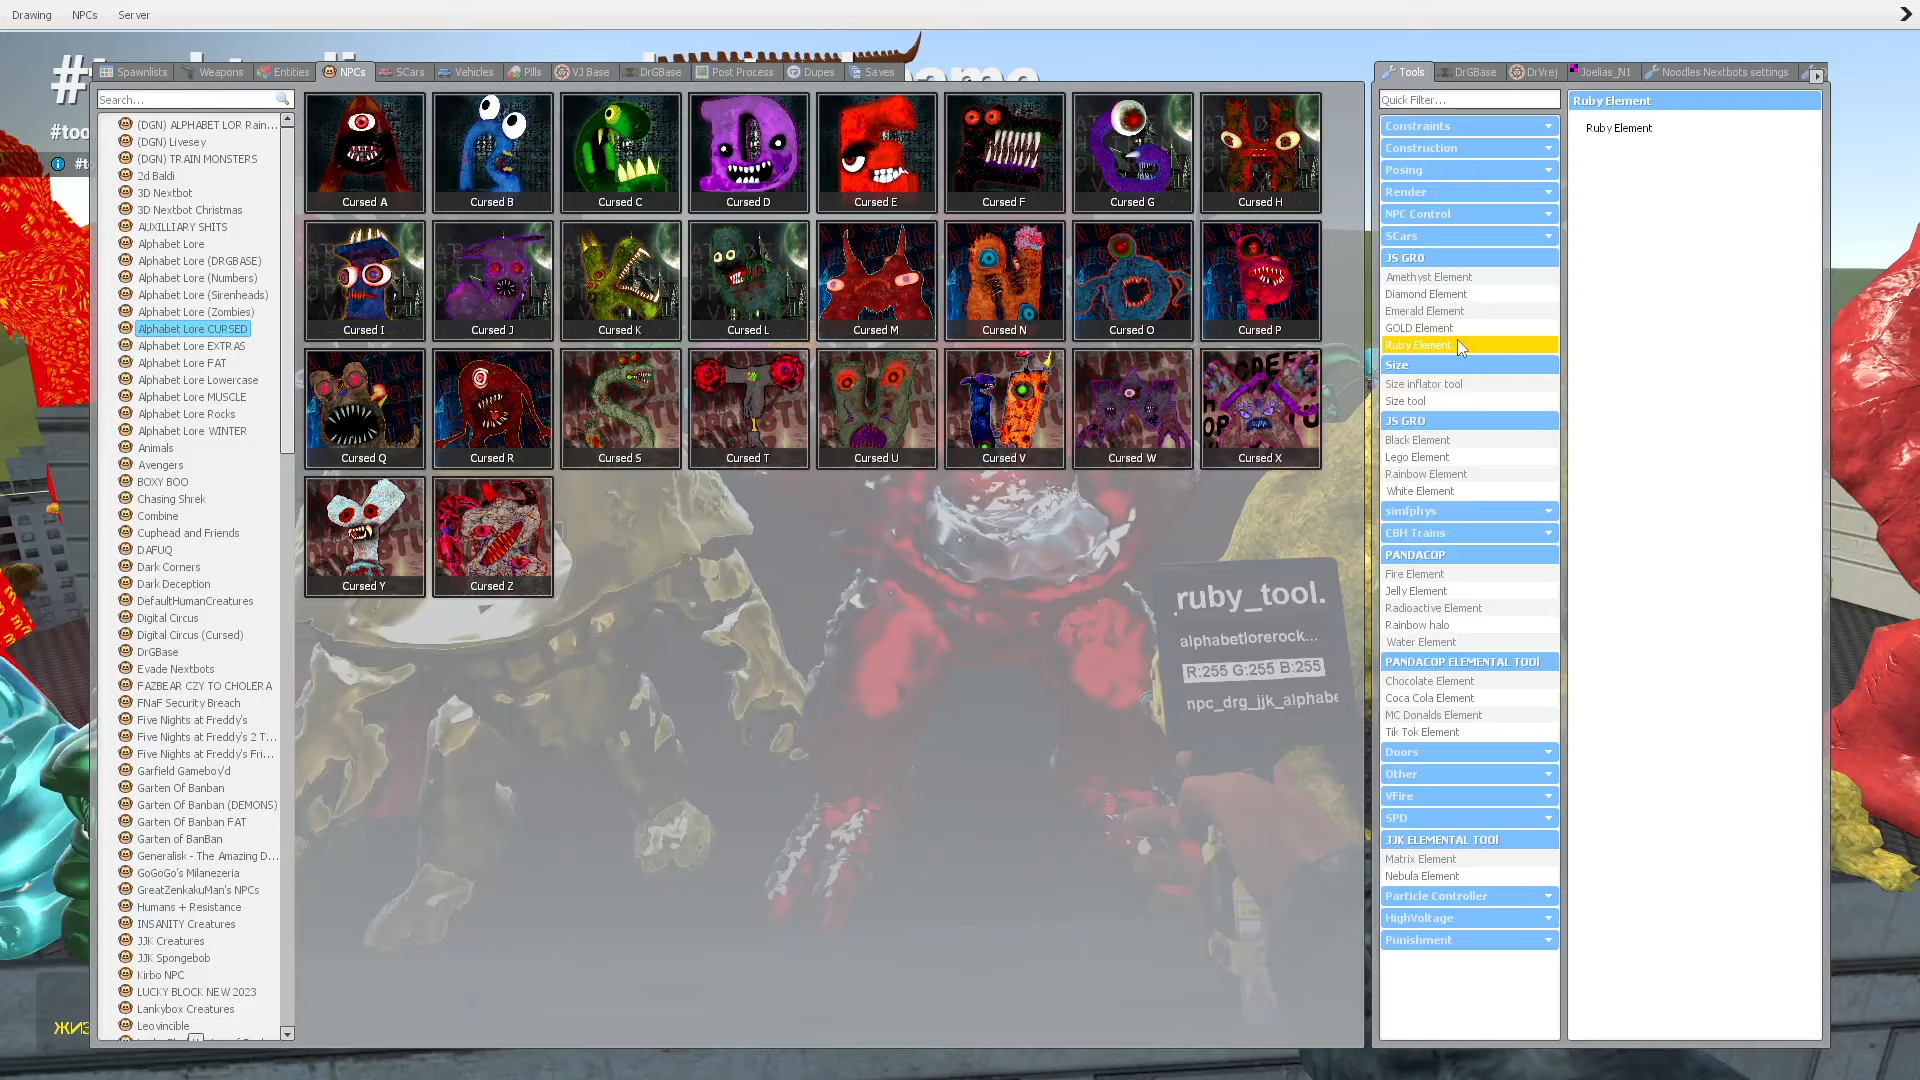 Drawing NPCs Server
Spawnlists Weapons Entities NPCs SCars Vehicles Pills VJ Base DrGBase Post Process Dupes Saves
Search...
(DGN) ALPHABET LOR Rain...
(DGN) Livesey
(DGN) TRAIN MONSTERS
2d Baldi
3D Nextbot
3D Nextbot Christmas
AUXILLIARY SHITS
Alphabet Lore
Alphabet Lore (DRGBASE)
Alphabet Lore (Numbers)
Alphabet Lore (Sirenheads)
Alphabet Lore (Zombies)
Alphabet Lore CURSED
Alphabet Lore EXTRAS
Alphabet Lore FAT
Alphabet Lore Lowercase
Alphabet Lore MUSCLE
Alphabet Lore Rocks
Alphabet Lore WINTER
Animals
Avengers
BOXY BOO
Chasing Shrek
Combine
Cuphead and Friends
DAFUQ
Dark Corners
Dark Deception
DefaultHumanCreatures
Digital Circus
Digital Circus (Cursed)
DrGBase
Evade Nextbots
FAZBEAR CZY TO CHOLERA
FNaF Security Breach
Five Nights at Freddy's
Five Nights at Freddy's 2 T...
Five Nights at Freddy's Fri...
Garfield Gameboy'd
Garten Of Banban
Garten Of Banban (DEMONS)
Garten Of Banban FAT
Garten of BanBan
Generalisk - The Amazing D...
GoGoGo's Milanezeria
GreatZenkakuMan's NPCs
Humans + Resistance
INSANITY Creatures
JJK Creatures
JJK Spongebob
Kirbo NPC
LUCKY BLOCK NEW 2023
Lankybox Creatures
Leovincible
Cursed A Cursed B Cursed C Cursed D Cursed E Cursed F Cursed G Cursed H
Cursed I Cursed J Cursed K Cursed L Cursed M Cursed N Cursed O Cursed P
Cursed Q Cursed R Cursed S Cursed T Cursed U Cursed V Cursed W Cursed X
Cursed Y Cursed Z
ruby_tool.
alphabetlorerock...
R:255 G:255 B:255
npc_drg_jjk_alphabe
Tools DrGBase DrVrej Joelias_N1 Noodles Nextbots settings
Quick Filter...
Constraints
Construction
Posing
Render
NPC Control
SCars
JS GRO
Amethyst Element
Diamond Element
Emerald Element
GOLD Element
Ruby Element
Size
Size inflator tool
Size tool
JS GRO
Black Element
Lego Element
Rainbow Element
White Element
simfphys
CBH Trains
PANDACOP
Fire Element
Jelly Element
Radioactive Element
Rainbow halo
Water Element
PANDACOP ELEMENTAL TOOl
Chocolate Element
Coca Cola Element
MC Donalds Element
Tik Tok Element
Doors
Other
VFire
SPD
JJK ELEMENTAL TOOl
Matrix Element
Nebula Element
Particle Controller
HighVoltage
Punishment
Ruby Element
Ruby Element